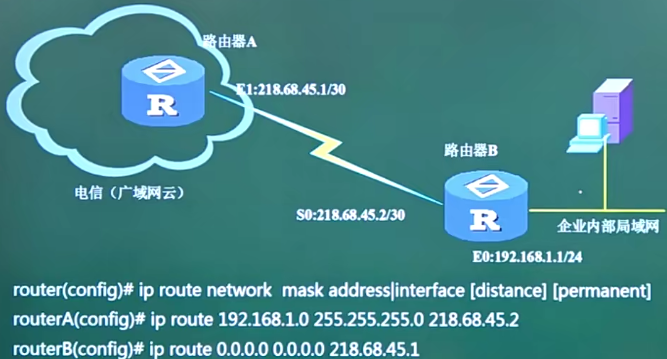 路由器A
R
E1:218.68.45.1/30
电信（广域网云）
路由器B
R
S0:218.68.45.2/30
企业内部局域网
E0:192.168.1.1/24
router(config)# ip route network mask address|interface [distance] [permanent]
routerA(config)# ip route 192.168.1.0 255.255.255.0 218.68.45.2
routerB(config)# ip route 0.0.0.0 0.0.0.0 218.68.45.1